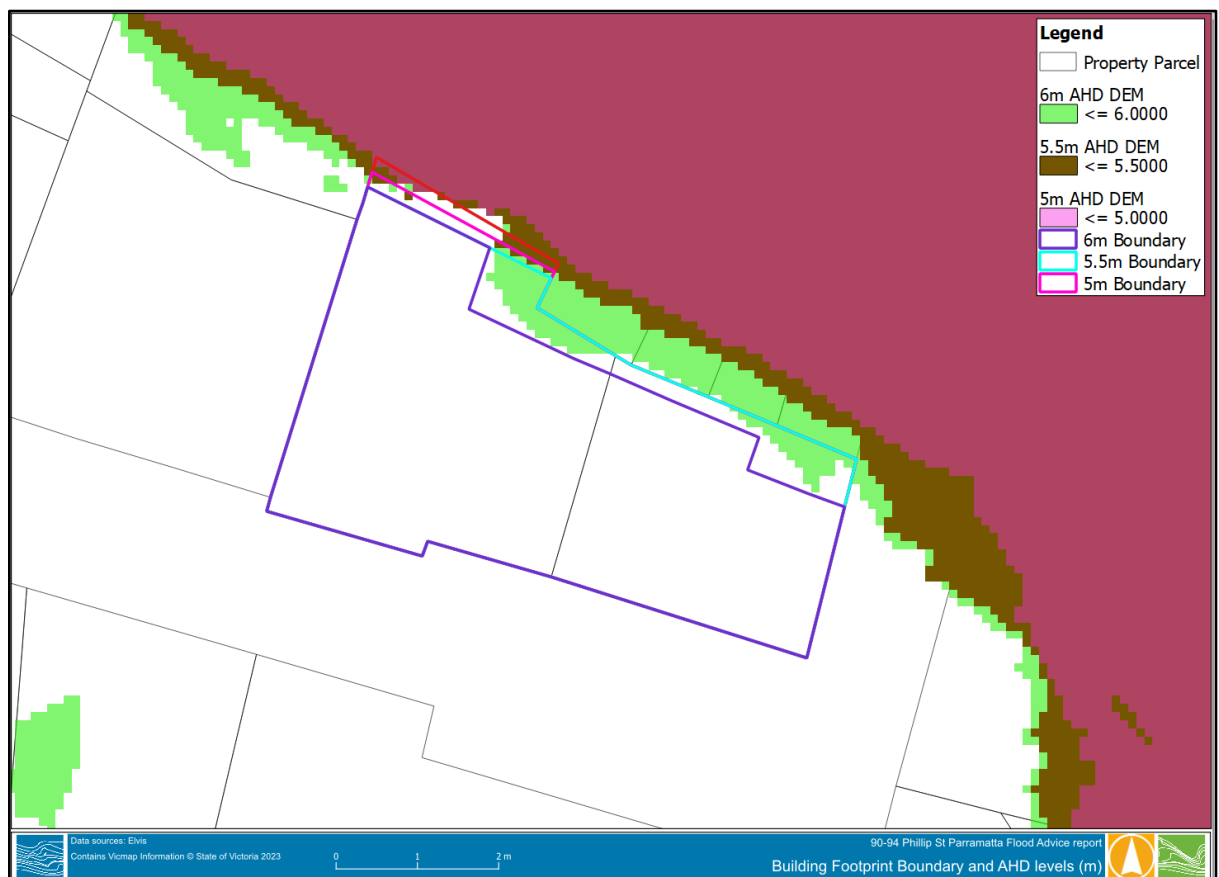 Legend
Property Parcel
6m AHD DEM
<= 6.0000
5.5m AHD DEM
<= 5.5000
5m AHD DEM
<= 5.0000
6m Boundary
5.5m Boundary
5m Boundary
Data sources: Elvis
Contains Vicmap Information © State of Victoria 2023
0 1 2 m
90-94 Phillip St Parramatta Flood Advice report
Building Footprint Boundary and AHD levels (m)